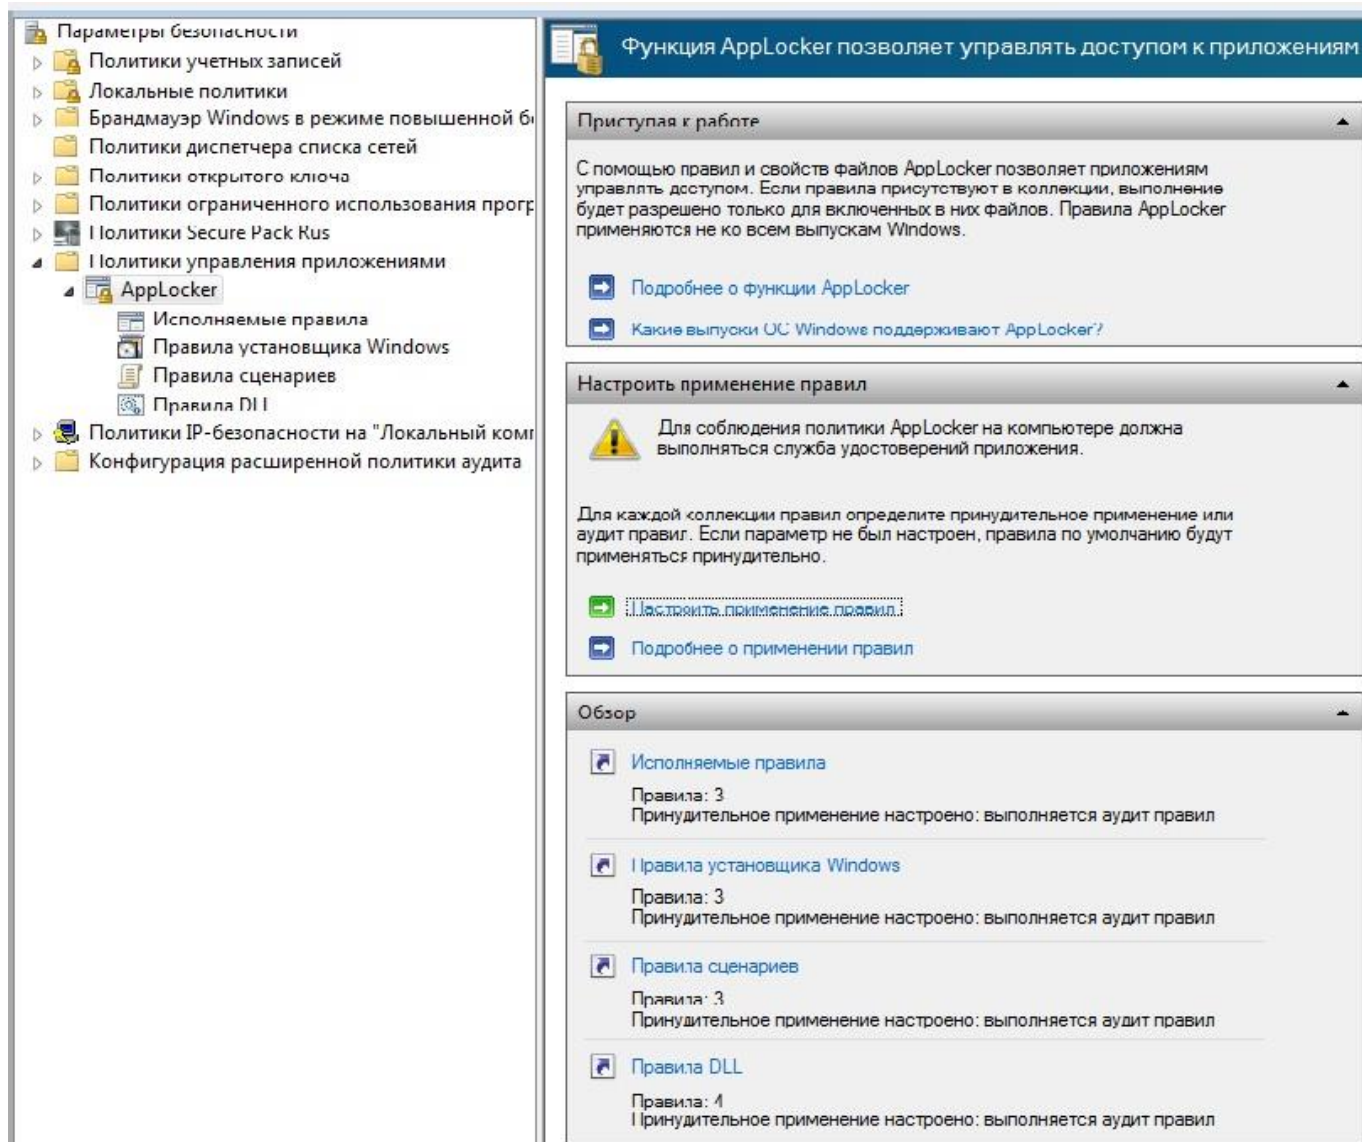 Параметры безопасности
Политики учетных записей
Локальные политики
Брандмауэр Windows в режиме повышенной бе
Политики диспетчера списка сетей
Политики открытого ключа
Политики ограниченного использования прогр
Политики Secure Pack Rus
Политики управления приложениями
AppLocker
Исполняемые правила
Правила установщика Windows
Правила сценариев
Правила DLL
Политики IP-безопасности на "Локальный комп
Конфигурация расширенной политики аудита
Функция AppLocker позволяет управлять доступом к приложениям
Приступая к работе
С помощью правил и свойств файлов AppLocker позволяет приложениям
управлять доступом. Если правила присутствуют в коллекции, выполнение
будет разрешено только для включенных в них файлов. Правила AppLocker
применяются не ко всем выпускам Windows.
Подробнее о функции AppLocker
Какие выпуски ОС Windows поддерживают AppLocker?
Настроить применение правил
Для соблюдения политики AppLocker на компьютере должна
выполняться служба удостоверений приложения.
Для каждой коллекции правил определите принудительное применение или
аудит правил. Если параметр не был настроен, правила по умолчанию будут
применяться принудительно.
Настроить применение правил
Подробнее о применении правил
Обзор
Исполняемые правила
Правила: 3
Принудительное применение настроено: выполняется аудит правил
Правила установщика Windows
Правила: 3
Принудительное применение настроено: выполняется аудит правил
Правила сценариев
Правила: 3
Принудительное применение настроено: выполняется аудит правил
Правила DLL
Правила: 4
Принудительное применение настроено: выполняется аудит правил